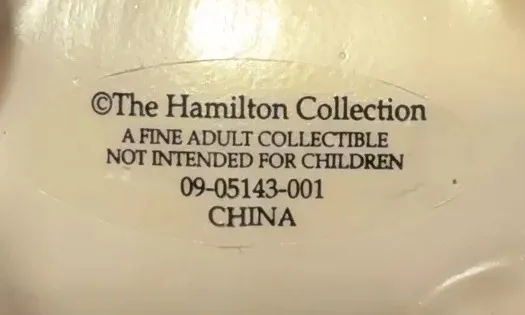 ©The Hamilton Collection
A FINE ADULT COLLECTIBLE
NOT INTENDED FOR CHILDREN
09-05143-001
CHINA